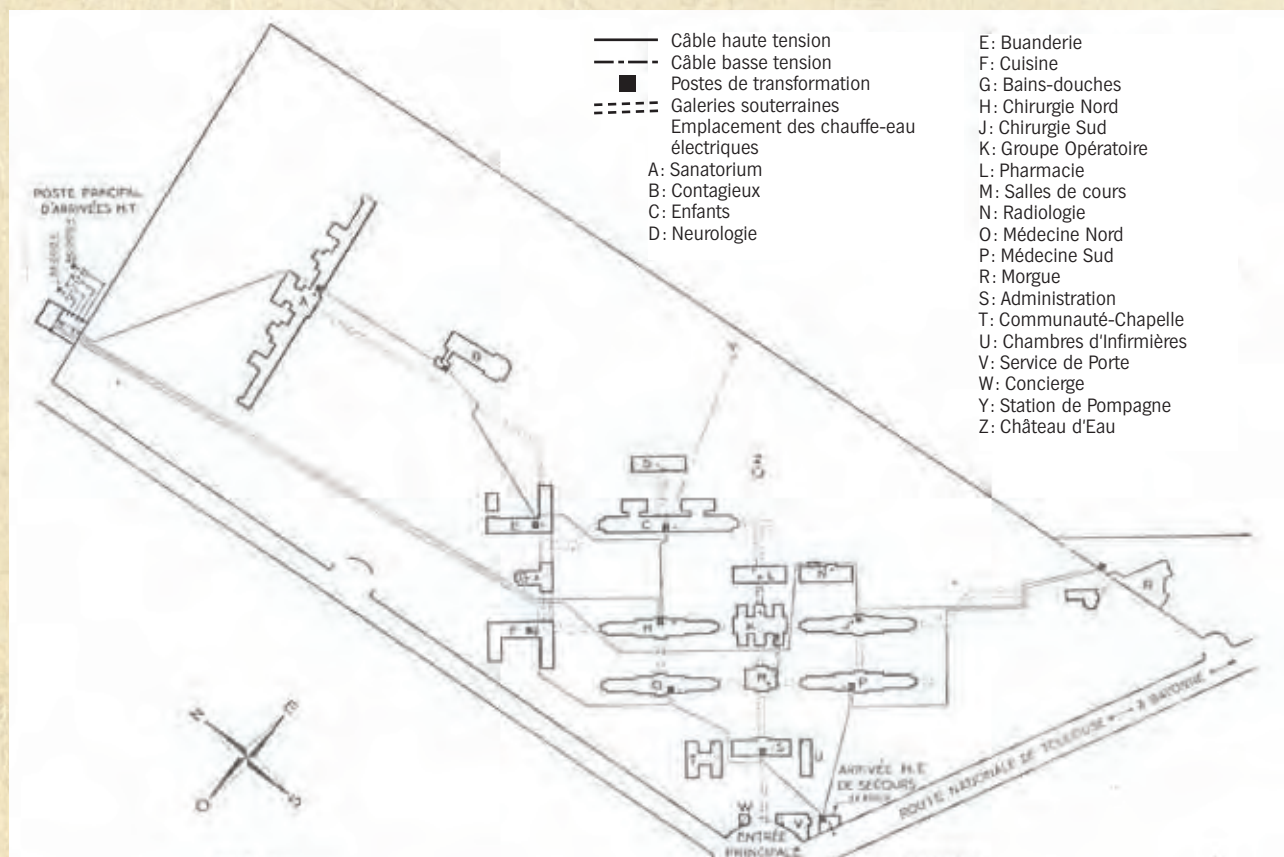 Câble haute tension
Câble basse tension
Postes de transformation
Galeries souterraines
Emplacement des chauffe-eau
électriques
A: Sanatorium
B: Contagieux
C: Enfants
D: Neurologie
E: Buanderie
F: Cuisine
G: Bains-douches
H: Chirurgie Nord
J: Chirurgie Sud
K: Groupe Opératoire
L: Pharmacie
M: Salles de cours
N: Radiologie
O: Médecine Nord
P: Médecine Sud
R: Morgue
S: Administration
T: Communauté-Chapelle
U: Chambres d'Infirmières
V: Service de Porte
W: Concierge
Y: Station de Pompagne
Z: Château d'Eau
POSTE PRINCIPAL
D'ARRIVÉES H.T.
A
B
D
Z
E
C
L
N
R
F
H
K
J
O
M
P
T
S
U
N
E
O
S
ARRIVÉE H.T.
DE SECOURS
W
V
ENTRÉE
PRINCIPALE
ROUTE NATIONALE DE TOULOUSE À BAYONNE